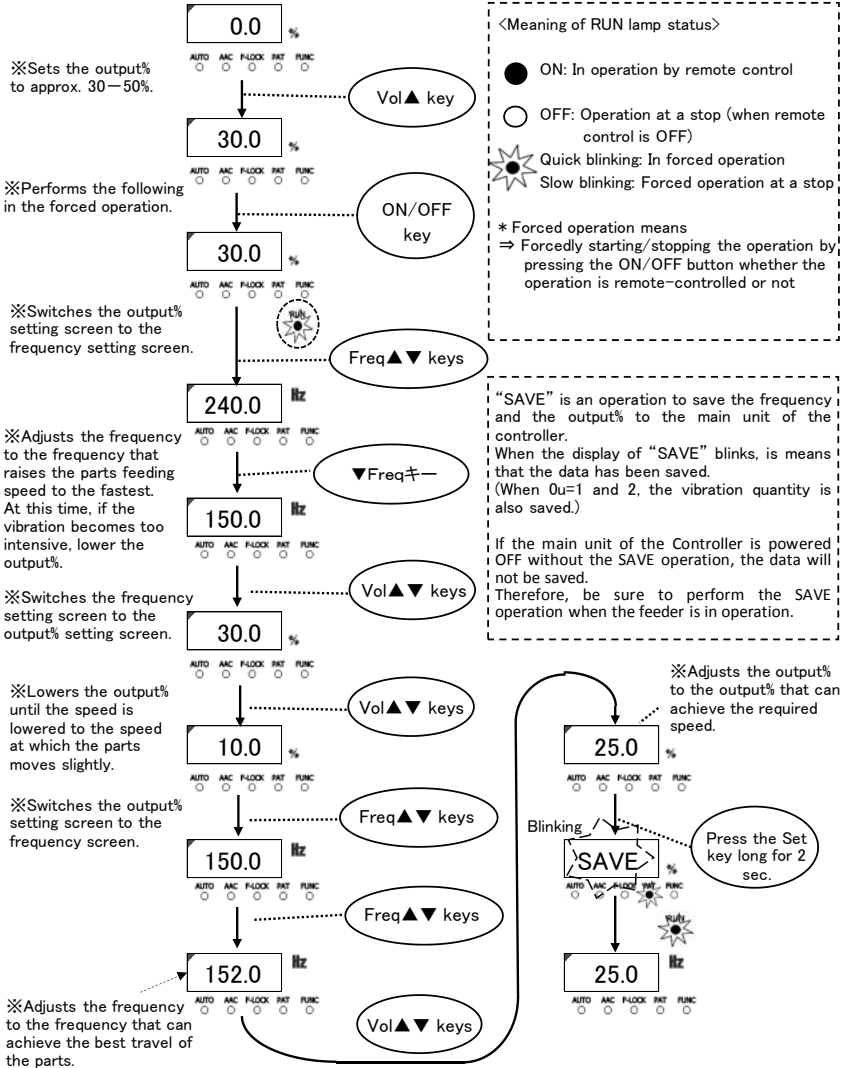 0.0 %
AUTO AAC F-LOCK PAT FUNC
※Sets the output%
to approx. 30－50%.
Vol▲ key
30.0 %
AUTO AAC F-LOCK PAT FUNC
※Performs the following
in the forced operation.
ON/OFF
key
30.0 %
AUTO AAC F-LOCK PAT FUNC
RUN
※Switches the output%
setting screen to the
frequency setting screen.
Freq▲▼ keys
240.0 Hz
AUTO AAC F-LOCK PAT FUNC
※Adjusts the frequency
to the frequency that
raises the parts feeding
speed to the fastest.
At this time, if the
vibration becomes too
intensive, lower the
output%.
▼Freqキー
150.0 Hz
AUTO AAC F-LOCK PAT FUNC
※Switches the frequency
setting screen to the
output% setting screen.
Vol▲▼ keys
30.0 %
AUTO AAC F-LOCK PAT FUNC
※Lowers the output%
until the speed is
lowered to the speed
at which the parts
moves slightly.
Vol▲▼ keys
10.0 %
AUTO AAC F-LOCK PAT FUNC
※Switches the output%
setting screen to the
frequency screen.
Freq▲▼ keys
150.0 Hz
AUTO AAC F-LOCK PAT FUNC
Freq▲▼ keys
152.0 Hz
AUTO AAC F-LOCK PAT FUNC
※Adjusts the frequency
to the frequency that can
achieve the best travel of
the parts.
Vol▲▼ keys
<Meaning of RUN lamp status>
ON: In operation by remote control
OFF: Operation at a stop (when remote
control is OFF)
Quick blinking: In forced operation
Slow blinking: Forced operation at a stop
* Forced operation means
⇒ Forcedly starting/stopping the operation by
pressing the ON/OFF button whether the
operation is remote-controlled or not
“SAVE” is an operation to save the frequency
and the output% to the main unit of the
controller.
When the display of “SAVE” blinks, is means
that the data has been saved.
(When 0u=1 and 2, the vibration quantity is
also saved.)
If the main unit of the Controller is powered
OFF without the SAVE operation, the data will
not be saved.
Therefore, be sure to perform the SAVE
operation when the feeder is in operation.
※Adjusts the output%
to the output% that can
achieve the required
speed.
25.0 %
AUTO AAC F-LOCK PAT FUNC
Blinking
Press the Set
key long for 2
sec.
SAVE %
AUTO AAC F-LOCK PAT FUNC
RUN
25.0 Hz
AUTO AAC F-LOCK PAT FUNC